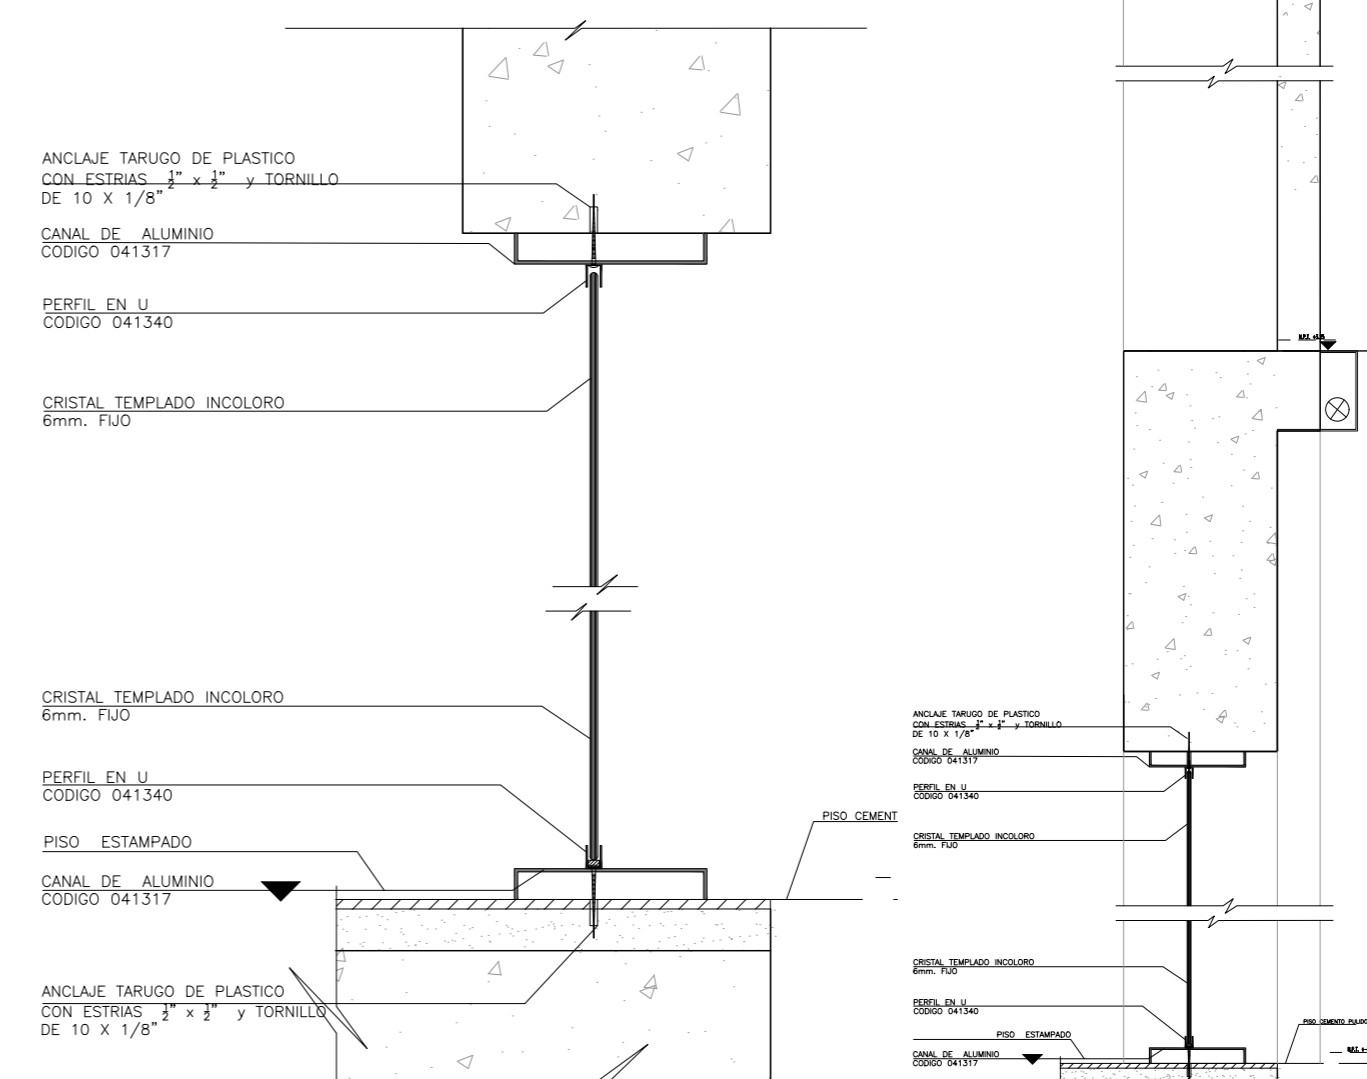 ANCLAJE TARUGO DE PLASTICO
CON ESTRIAS ½" x ½" y TORNILLO
DE 10 X 1/8"
CANAL DE ALUMINIO
CODIGO 041317
PERFIL EN U
CODIGO 041340
CRISTAL TEMPLADO INCOLORO
6mm. FIJO
CRISTAL TEMPLADO INCOLORO
6mm. FIJO
PERFIL EN U
CODIGO 041340
PISO ESTAMPADO
CANAL DE ALUMINIO
CODIGO 041317
ANCLAJE TARUGO DE PLASTICO
CON ESTRIAS ½" x ½" y TORNILLO
DE 10 X 1/8"
PISO CEMENT
ANCLAJE TARUGO DE PLASTICO
CON ESTRIAS ½" x ½" y TORNILLO
DE 10 X 1/8"
CANAL DE ALUMINIO
CODIGO 041317
PERFIL EN U
CODIGO 041340
CRISTAL TEMPLADO INCOLORO
6mm. FIJO
CRISTAL TEMPLADO INCOLORO
6mm. FIJO
PERFIL EN U
CODIGO 041340
PISO ESTAMPADO
CANAL DE ALUMINIO
CODIGO 041317
PISO CEMENTO PULIDO
N.P.T.
N.P.T.